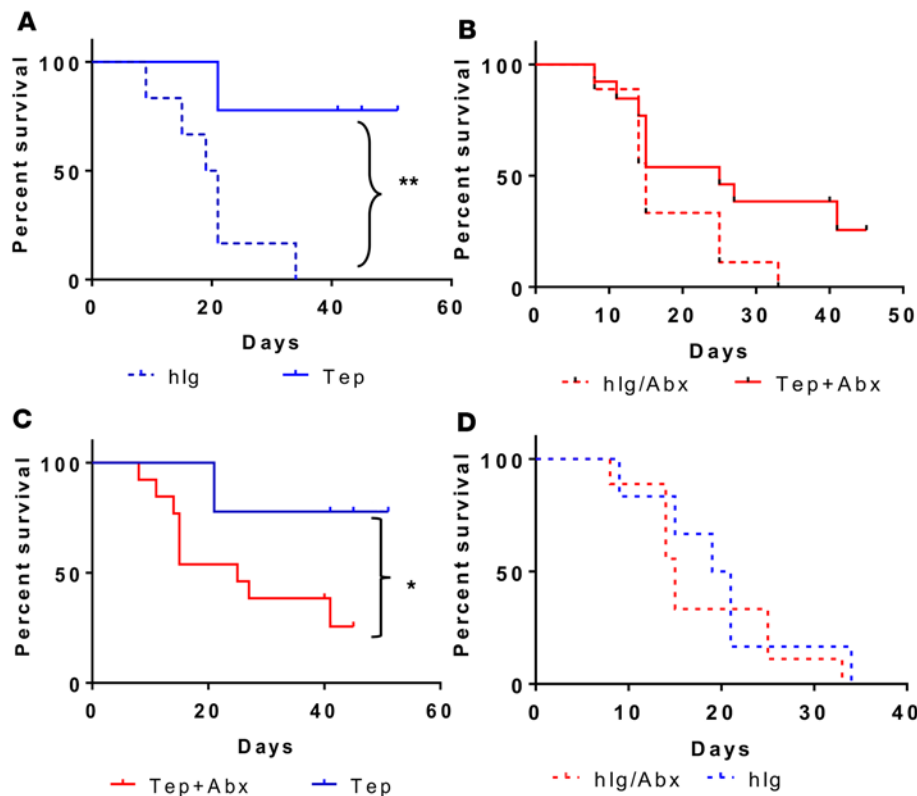 A
Percent survival
100
50
0
**
0 20 40 60
Days
hIg Tep
B
Percent survival
100
50
0
0 10 20 30 40 50
Days
hIg/Abx Tep+Abx
C
Percent survival
100
50
0
*
0 20 40 60
Days
Tep+Abx Tep
D
Percent survival
100
50
0
0 10 20 30 40
Days
hIg/Abx hIg